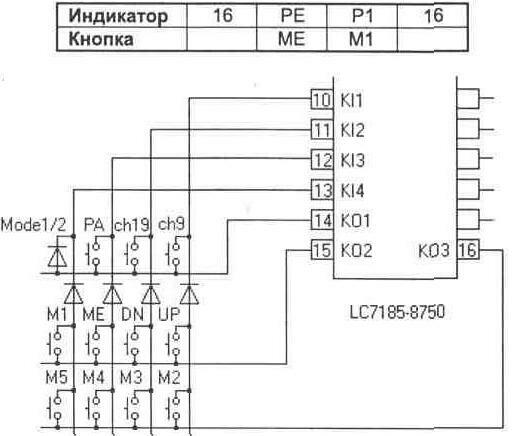 Индикатор 16 PE P1 16
Кнопка ME M1
10 KI1
11 KI2
12 KI3
13 KI4
Mode1/2 PA ch19 ch9 14 KO1
15 KO2 KO3 16
M1 ME DN UP LC7185-8750
M5 M4 M3 M2